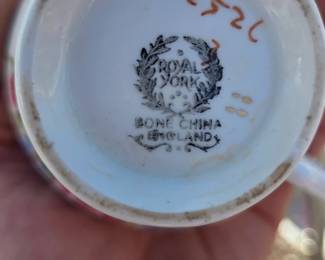 ROYAL
YORK
BONE CHINA
ENGLAND